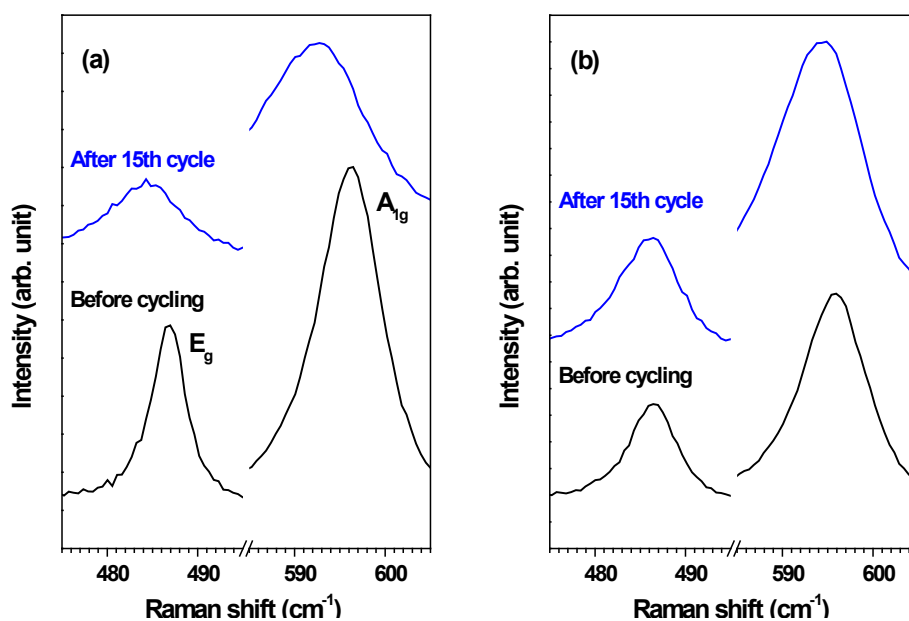 (a)
After 15th cycle
A1g
Before cycling
Eg
Intensity (arb. unit)
480 490 590 600
Raman shift (cm-1)
(b)
After 15th cycle
Before cycling
Intensity (arb. unit)
480 490 590 600
Raman shift (cm-1)